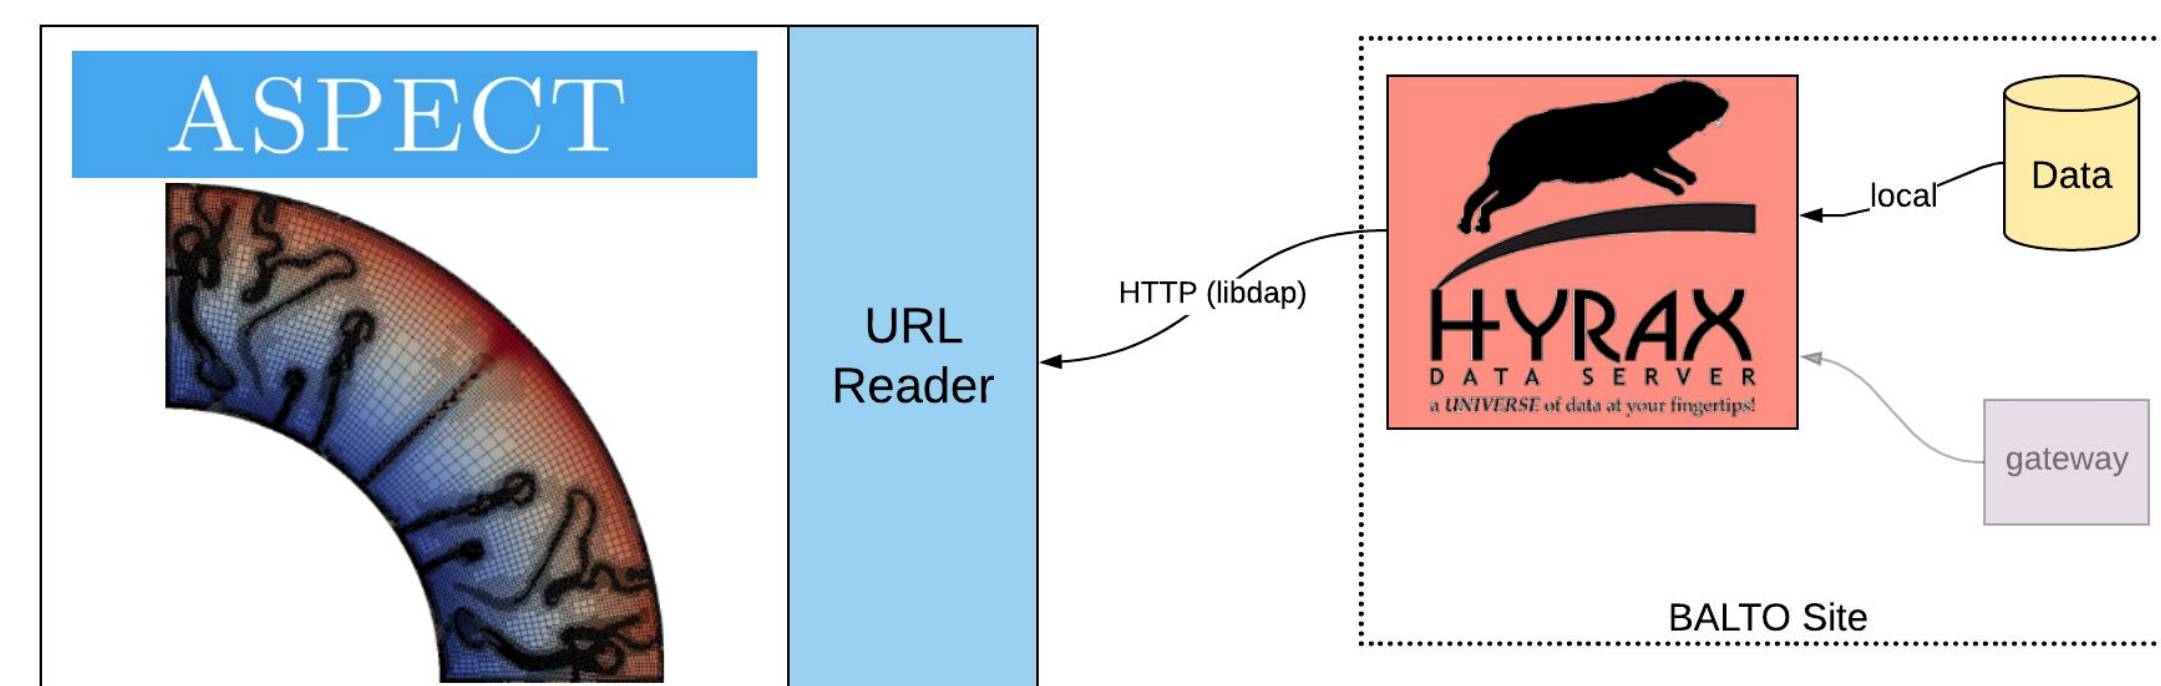 ASPECT
URL
Reader
HTTP (libdap)
HYRAX
DATA SERVER
a UNIVERSE of data at your fingertips!
local
Data
gateway
BALTO Site